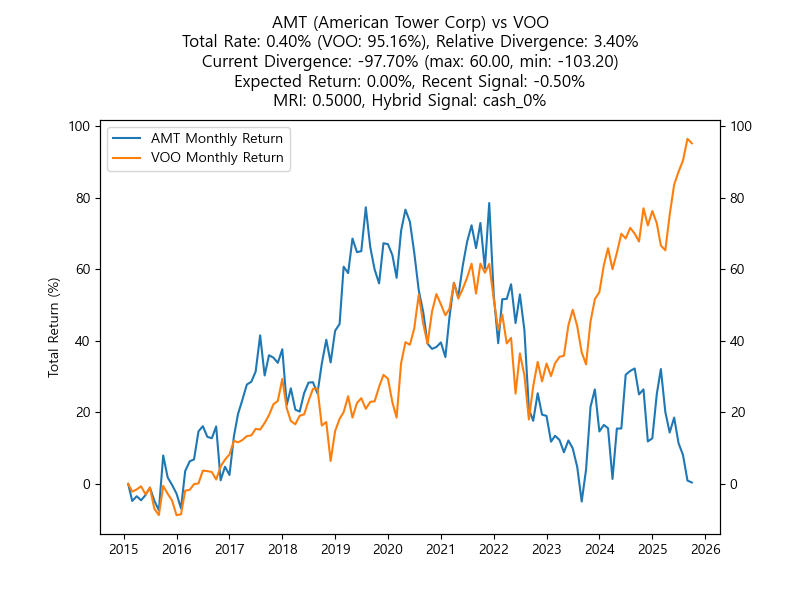 AMT (American Tower Corp) vs VOO
Total Rate: 0.40% (VOO: 95.16%), Relative Divergence: 3.40%
Current Divergence: -97.70% (max: 60.00, min: -103.20)
Expected Return: 0.00%, Recent Signal: -0.50%
MRI: 0.5000, Hybrid Signal: cash_0%
AMT Monthly Return
VOO Monthly Return
Total Return (%)
100
80
60
40
20
0
100
80
60
40
20
0
2015 2016 2017 2018 2019 2020 2021 2022 2023 2024 2025 2026